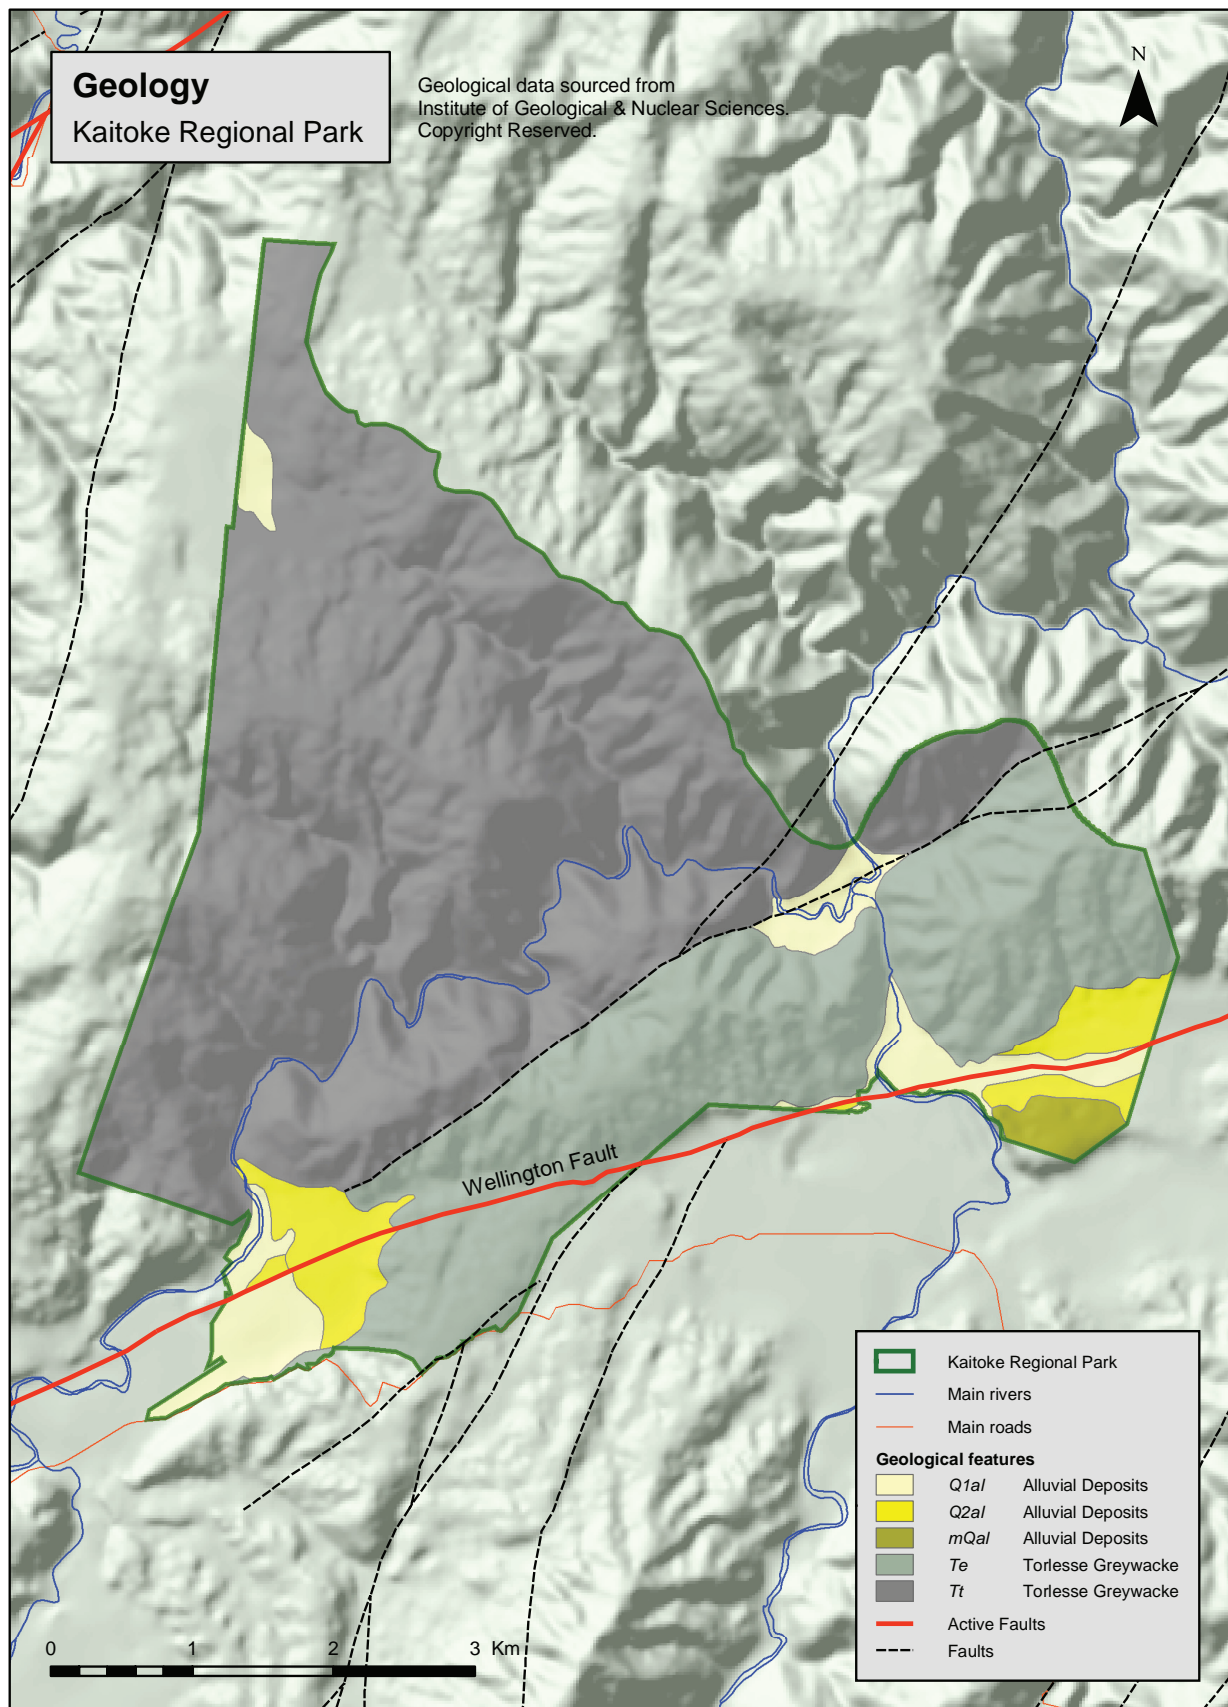 Geology
Kaitoke Regional Park
Geological data sourced from
Institute of Geological & Nuclear Sciences.
Copyright Reserved.
N
Wellington Fault
Kaitoke Regional Park
Main rivers
Main roads
Geological features
Q1al Alluvial Deposits
Q2al Alluvial Deposits
mQal Alluvial Deposits
Te Torlesse Greywacke
Tt Torlesse Greywacke
Active Faults
Faults
0 1 2 3 Km